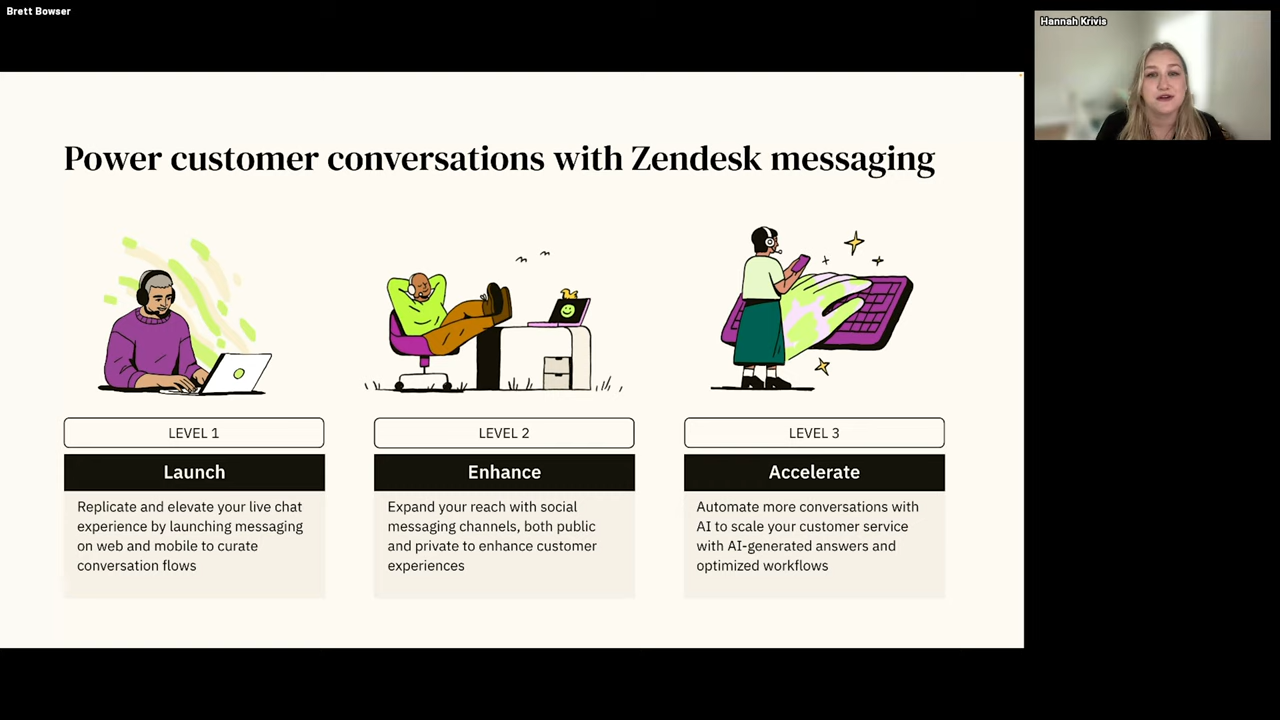 Brett Bowser
Hannah Krivis
Power customer conversations with Zendesk messaging
LEVEL 1
Launch
Replicate and elevate your live chat
experience by launching messaging
on web and mobile to curate
conversation flows
LEVEL 2
Enhance
Expand your reach with social
messaging channels, both public
and private to enhance customer
experiences
LEVEL 3
Accelerate
Automate more conversations with
AI to scale your customer service
with AI-generated answers and
optimized workflows